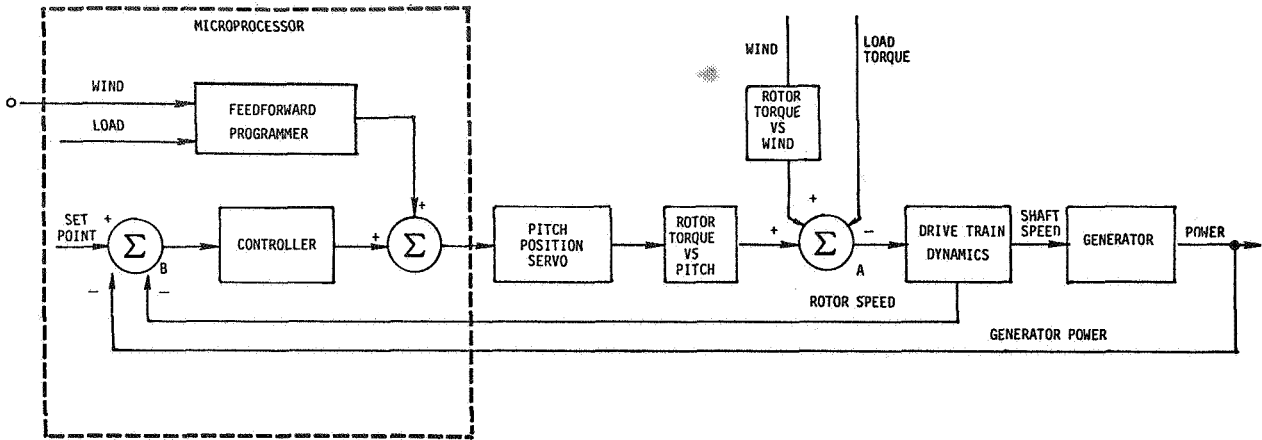 MICROPROCESSOR
WIND
LOAD
FEEDFORWARD
PROGRAMMER
WIND
LOAD
TORQUE
ROTOR
TORQUE
VS
WIND
+
+
+
SET
POINT
+
Σ
B
−
−
CONTROLLER
+
Σ
PITCH
POSITION
SERVO
ROTOR
TORQUE
VS
PITCH
+
Σ
−
A
DRIVE TRAIN
DYNAMICS
SHAFT
SPEED
GENERATOR
POWER
ROTOR SPEED
GENERATOR POWER